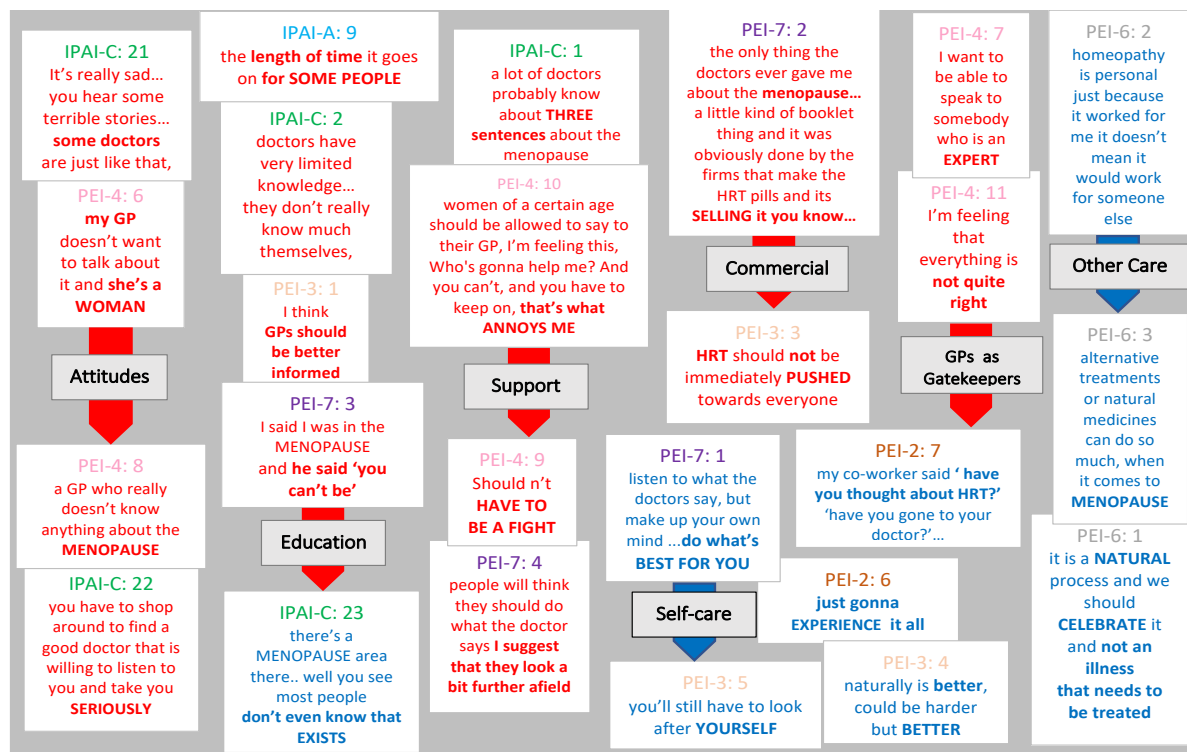 IPAI-C: 21
It's really sad...
you hear some
terrible stories...
some doctors
are just like that,
PEI-4: 6
my GP
doesn't want
to talk about
it and she's a
WOMAN
Attitudes
PEI-4: 8
a GP who really
doesn't know
anything about the
MENOPAUSE
IPAI-C: 22
you have to shop
around to find a
good doctor that is
willing to listen to
you and take you
SERIOUSLY
IPAI-A: 9
the length of time it goes
on for SOME PEOPLE
IPAI-C: 2
doctors have
very limited
knowledge...
they don't really
know much
themselves,
PEI-3: 1
I think
GPs should
be better
informed
PEI-7: 3
I said I was in the
MENOPAUSE
and he said 'you
can't be'
Education
IPAI-C: 23
there's a
MENOPAUSE area
there.. well you see
most people
don't even know that
EXISTS
IPAI-C: 1
a lot of doctors
probably know
about THREE
sentences about the
menopause
PEI-4: 10
women of a certain age
should be allowed to say to
their GP, I'm feeling this,
Who's gonna help me? And
you can't, and you have to
keep on, that's what
ANNOYS ME
Support
PEI-4: 9
Should n't
HAVE TO
BE A FIGHT
PEI-7: 4
people will think
they should do
what the doctor
says I suggest
that they look a
bit further afield
PEI-7: 2
the only thing the
doctors ever gave me
about the menopause...
a little kind of booklet
thing and it was
obviously done by the
firms that make the
HRT pills and its
SELLING it you know...
Commercial
PEI-3: 3
HRT should not be
immediately PUSHED
towards everyone
PEI-7: 1
listen to what the
doctors say, but
make up your own
mind ...do what's
BEST FOR YOU
Self-care
PEI-3: 5
you'll still have to look
after YOURSELF
PEI-4: 7
I want to
be able to
speak to
somebody
who is an
EXPERT
PEI-4: 11
I'm feeling
that
everything is
not quite
right
GPs as
Gatekeepers
PEI-2: 7
my co-worker said ' have
you thought about HRT?'
'have you gone to your
doctor?'...
PEI-2: 6
just gonna
EXPERIENCE it all
PEI-3: 4
naturally is better,
could be harder
but BETTER
PEI-6: 2
homeopathy
is personal
just because
it worked for
me it doesn't
mean it
would work
for someone
else
Other Care
PEI-6: 3
alternative
treatments
or natural
medicines
can do so
much, when
it comes to
MENOPAUSE
PEI-6: 1
it is a NATURAL
process and we
should
CELEBRATE it
and not an
illness
that needs to
be treated